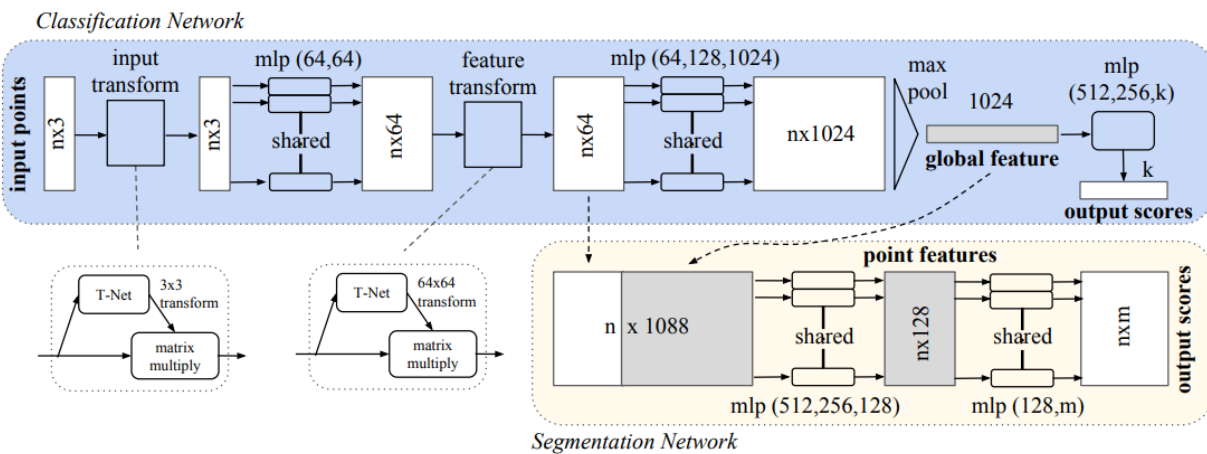 Classification Network
input points
nx3
input
transform
nx3
mlp (64,64)
shared
nx64
feature
transform
nx64
mlp (64,128,1024)
shared
nx1024
max
pool
1024
global feature
mlp
(512,256,k)
k
output scores
T-Net
3x3
transform
matrix
multiply
T-Net
64x64
transform
matrix
multiply
point features
n x 1088
shared
mlp (512,256,128)
nx128
shared
mlp (128,m)
nxm
output scores
Segmentation Network